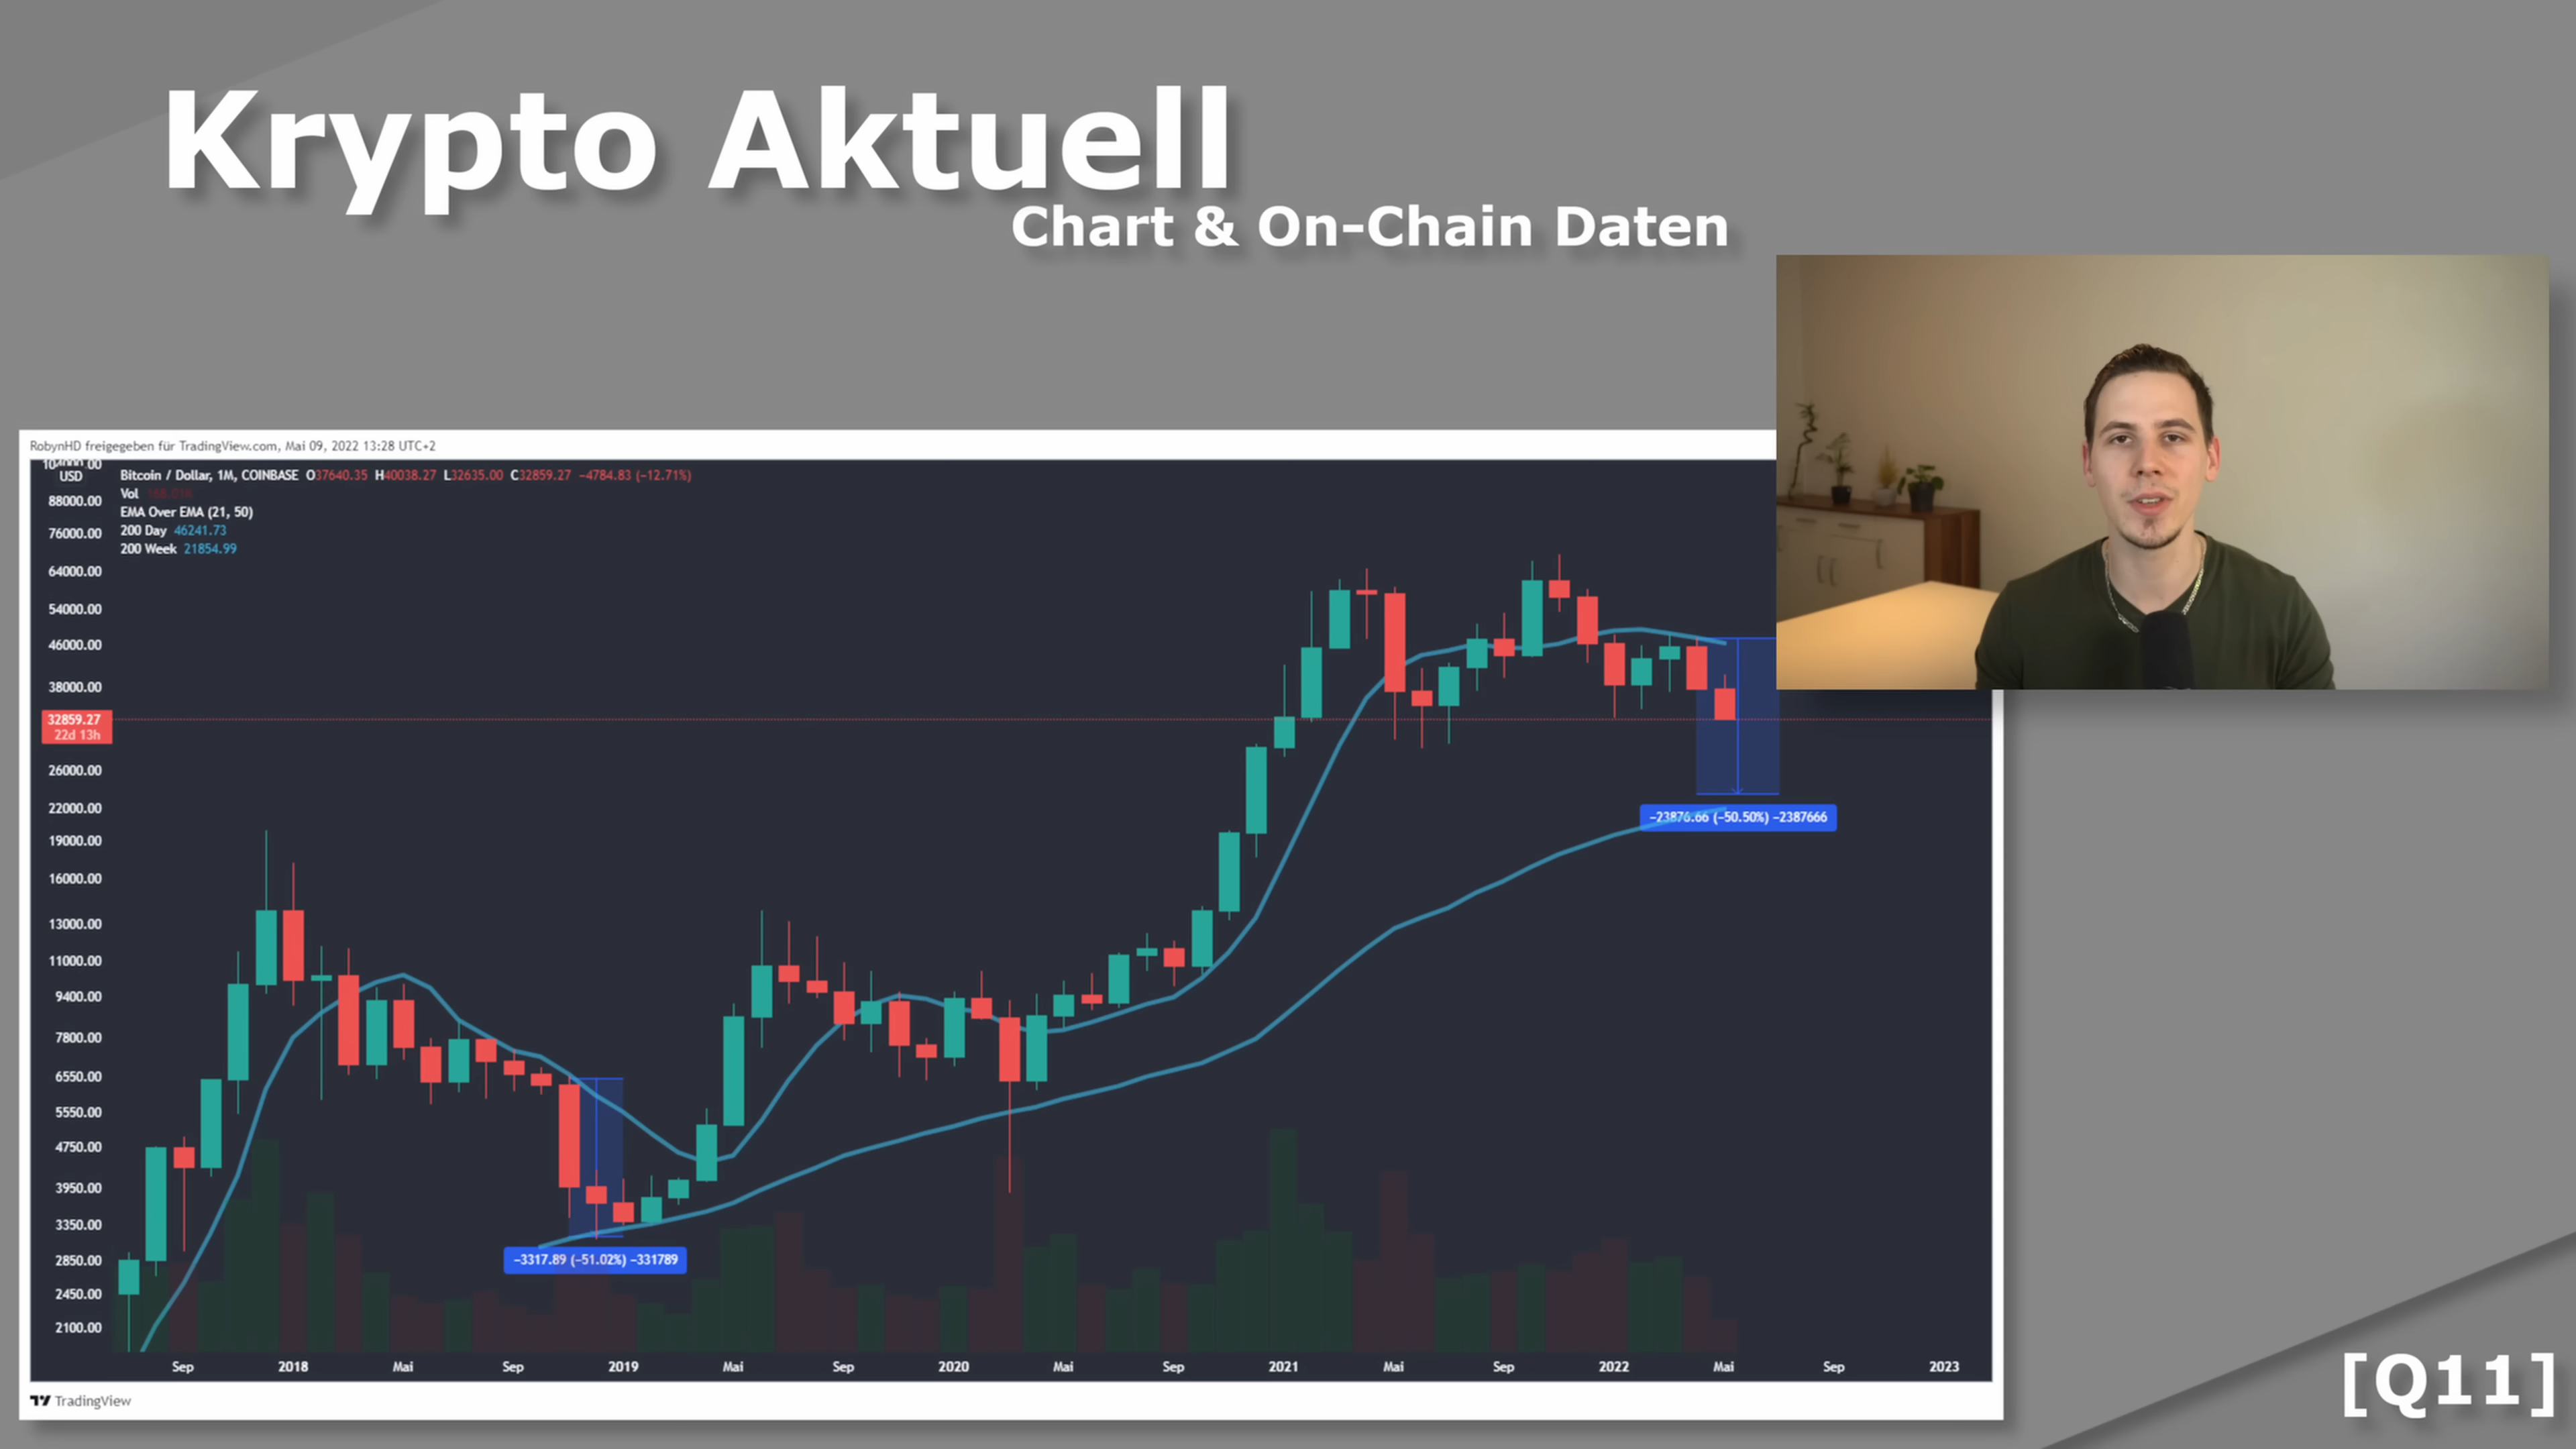 Krypto Aktuell
Chart & On-Chain Daten
RobynHD freigegeben für TradingView.com, Mai 09, 2022 13:28 UTC+2
USD
Bitcoin / Dollar, 1M, COINBASE O37640.35 H40038.27 L32635.00 C32859.27 −4784.83 (−12.71%)
Vol
EMA Over EMA (21, 50)
200 Day 46241.73
200 Week 21854.99
88000.00
76000.00
64000.00
54000.00
46000.00
38000.00
32859.27
22d 13h
26000.00
22000.00
19000.00
16000.00
13000.00
11000.00
9400.00
7800.00
6550.00
5550.00
4750.00
3950.00
3350.00
2850.00
2450.00
2100.00
−23876.66 (−50.50%) −2387666
−3317.89 (−51.02%) −331789
Sep 2018 Mai Sep 2019 Mai Sep 2020 Mai Sep 2021 Mai Sep 2022 Mai Sep 2023
TradingView
[Q11]